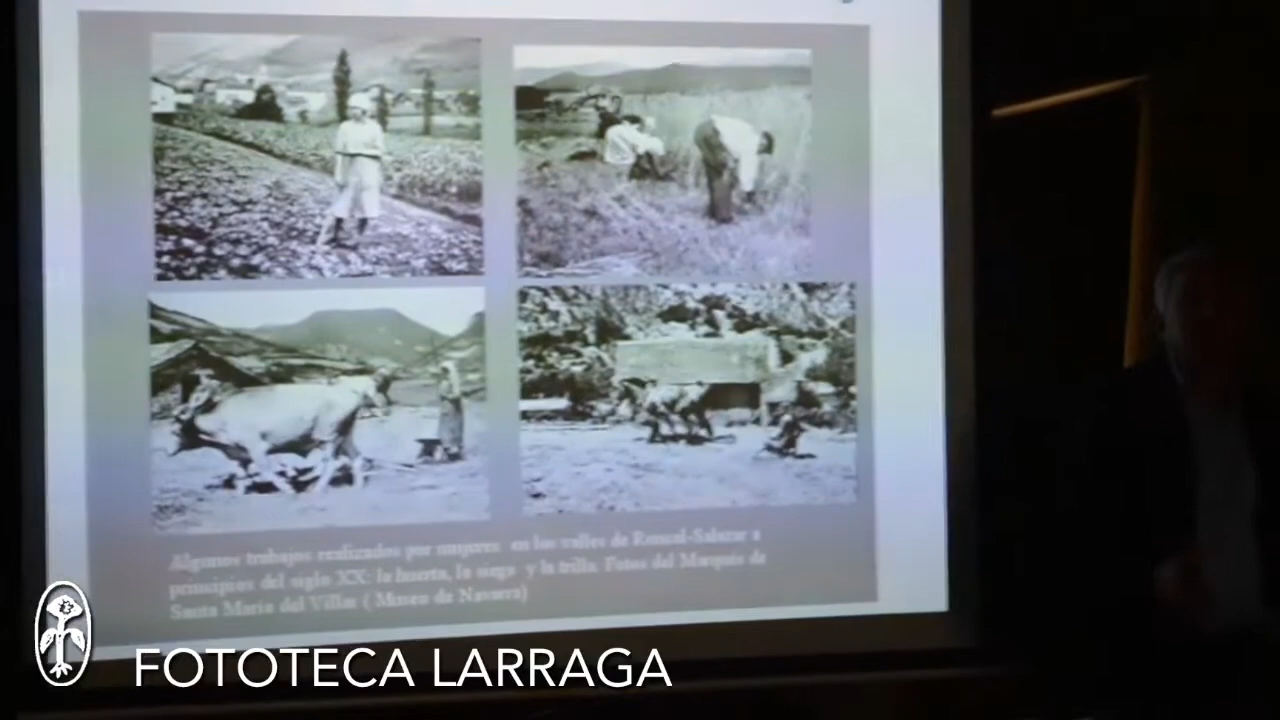 Algunos trabajos realizados por mujeres en los valles de Roncal-Salazar a
principios del siglo XX: la huerta, la siega y la trilla. Fotos del Marqués de
Santa María del Villar ( Museo de Navarra)
FOTOTECA LARRAGA